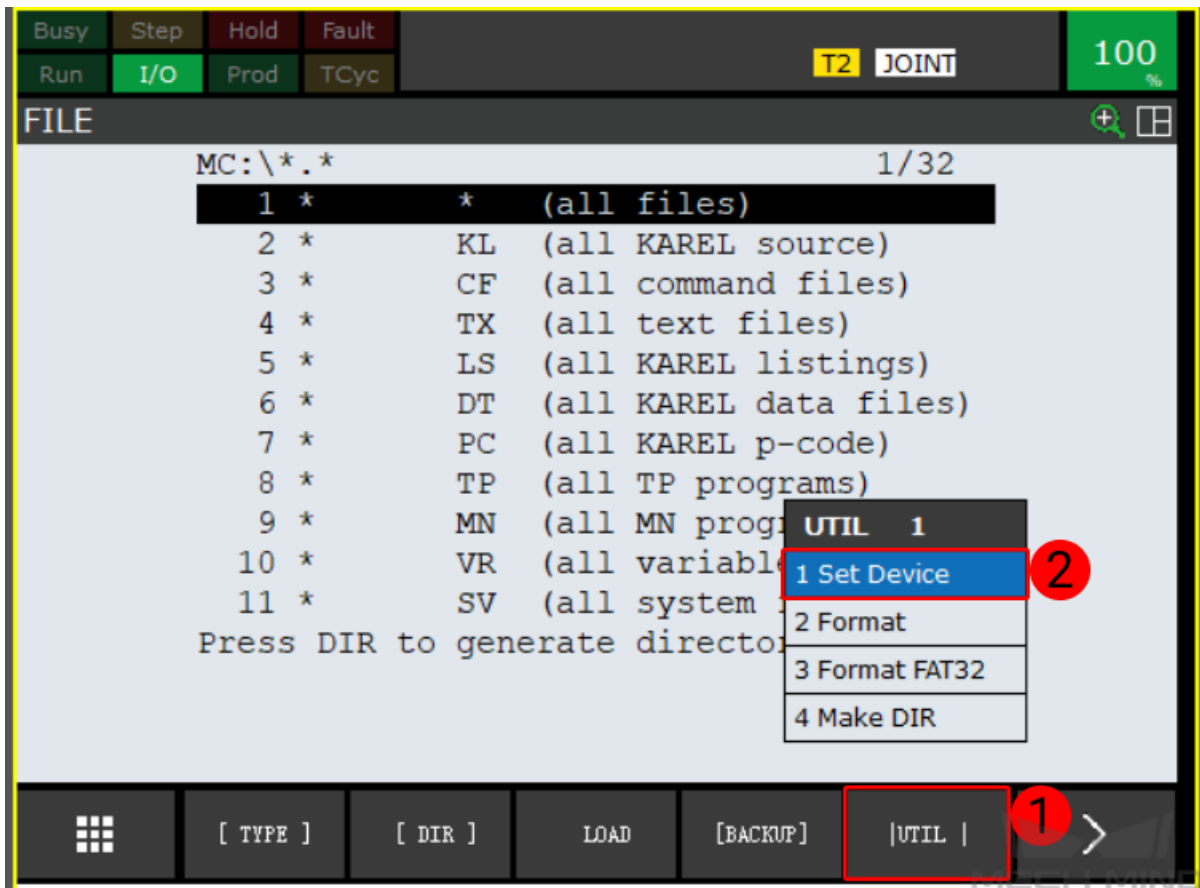 Busy Step Hold Fault
T2 JOINT 100
%
Run I/O Prod TCyc
FILE
MC:\*.* 1/32
1 * * (all files)
2 * KL (all KAREL source)
3 * CF (all command files)
4 * TX (all text files)
5 * LS (all KAREL listings)
6 * DT (all KAREL data files)
7 * PC (all KAREL p-code)
8 * TP (all TP programs)
9 * MN (all MN prog
10 * VR (all variabl
11 * SV (all system
Press DIR to generate directo
UTIL 1
1 Set Device
2
2 Format
3 Format FAT32
4 Make DIR
[ TYPE ] [ DIR ] LOAD [BACKUP] |UTIL | 1 >